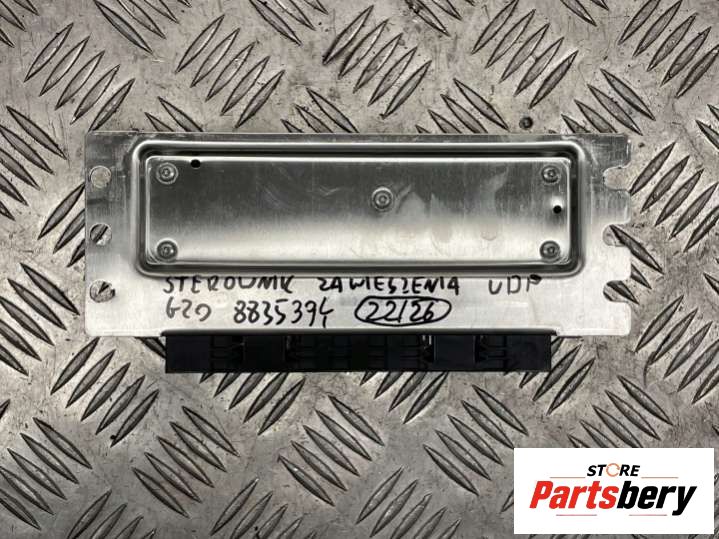 STEROWNIK ZAWIESZENIA VDP
G20 8835394 22/26
STORE
Partsbery